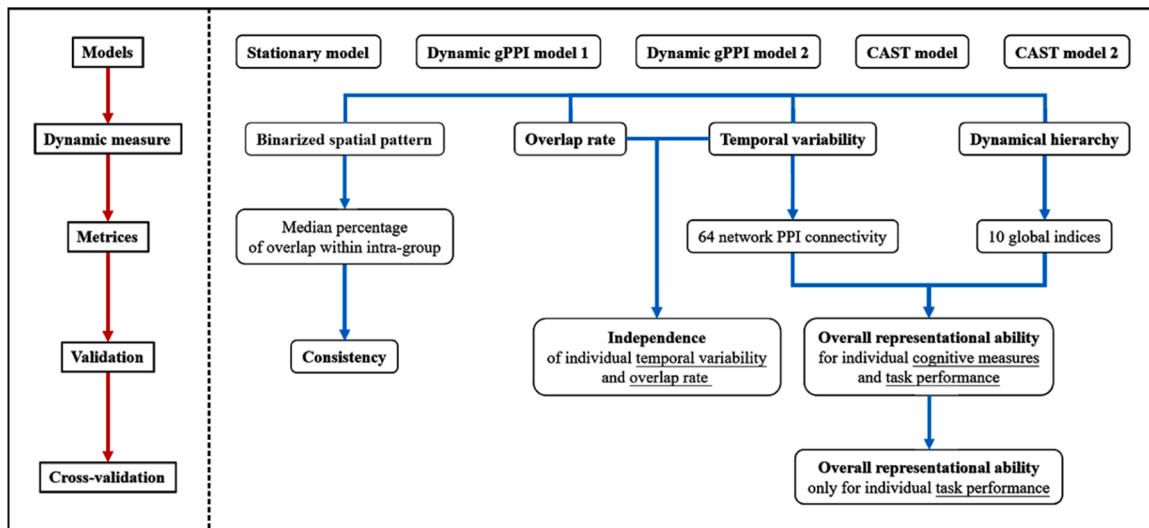 Models
Stationary model
Dynamic gPPI model 1
Dynamic gPPI model 2
CAST model
CAST model 2
Dynamic measure
Binarized spatial pattern
Overlap rate
Temporal variability
Dynamical hierarchy
Metrices
Median percentage
of overlap within intra-group
64 network PPI connectivity
10 global indices
Validation
Consistency
Independence
of individual temporal variability
and overlap rate
Overall representational ability
for individual cognitive measures
and task performance
Cross-validation
Overall representational ability
only for individual task performance